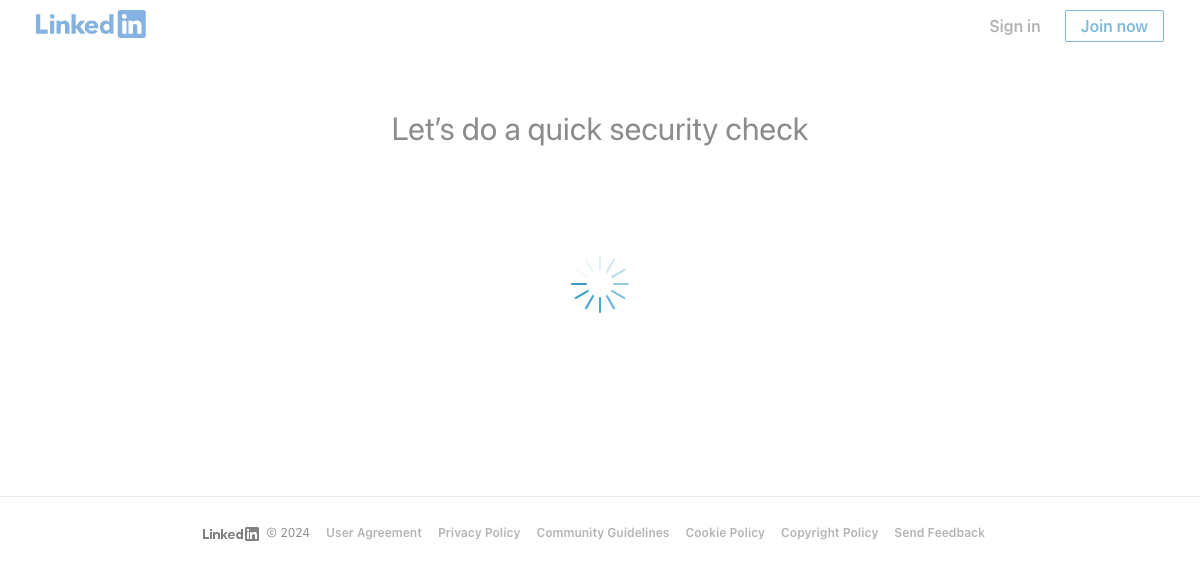 LinkedIn
Sign in
Join now
Let’s do a quick security check
LinkedIn © 2024 User Agreement Privacy Policy Community Guidelines Cookie Policy Copyright Policy Send Feedback